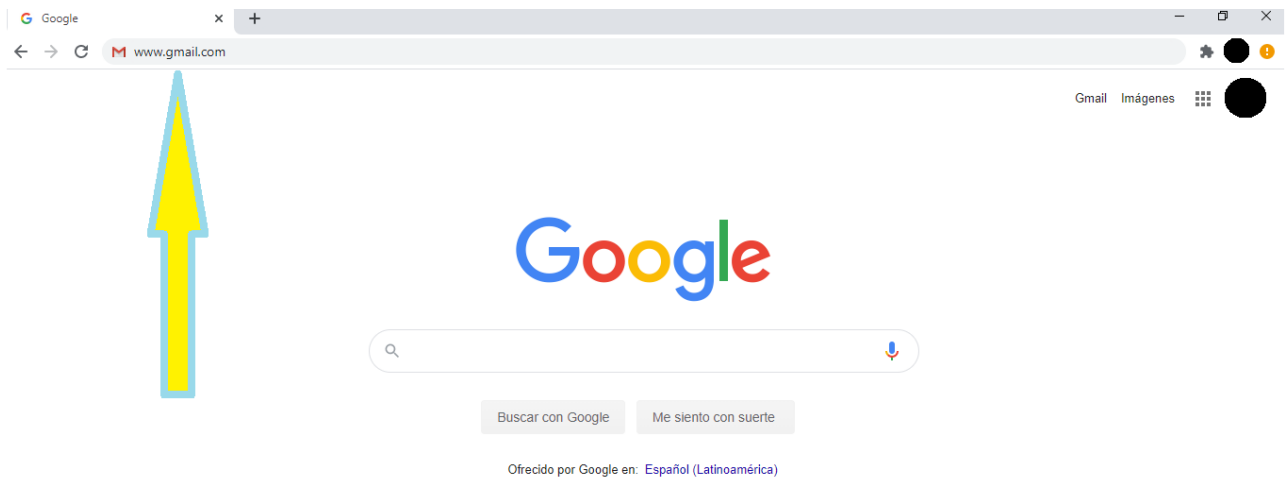 Google
www.gmail.com
Gmail Imágenes
Google
Buscar con Google Me siento con suerte
Ofrecido por Google en: Español (Latinoamérica)